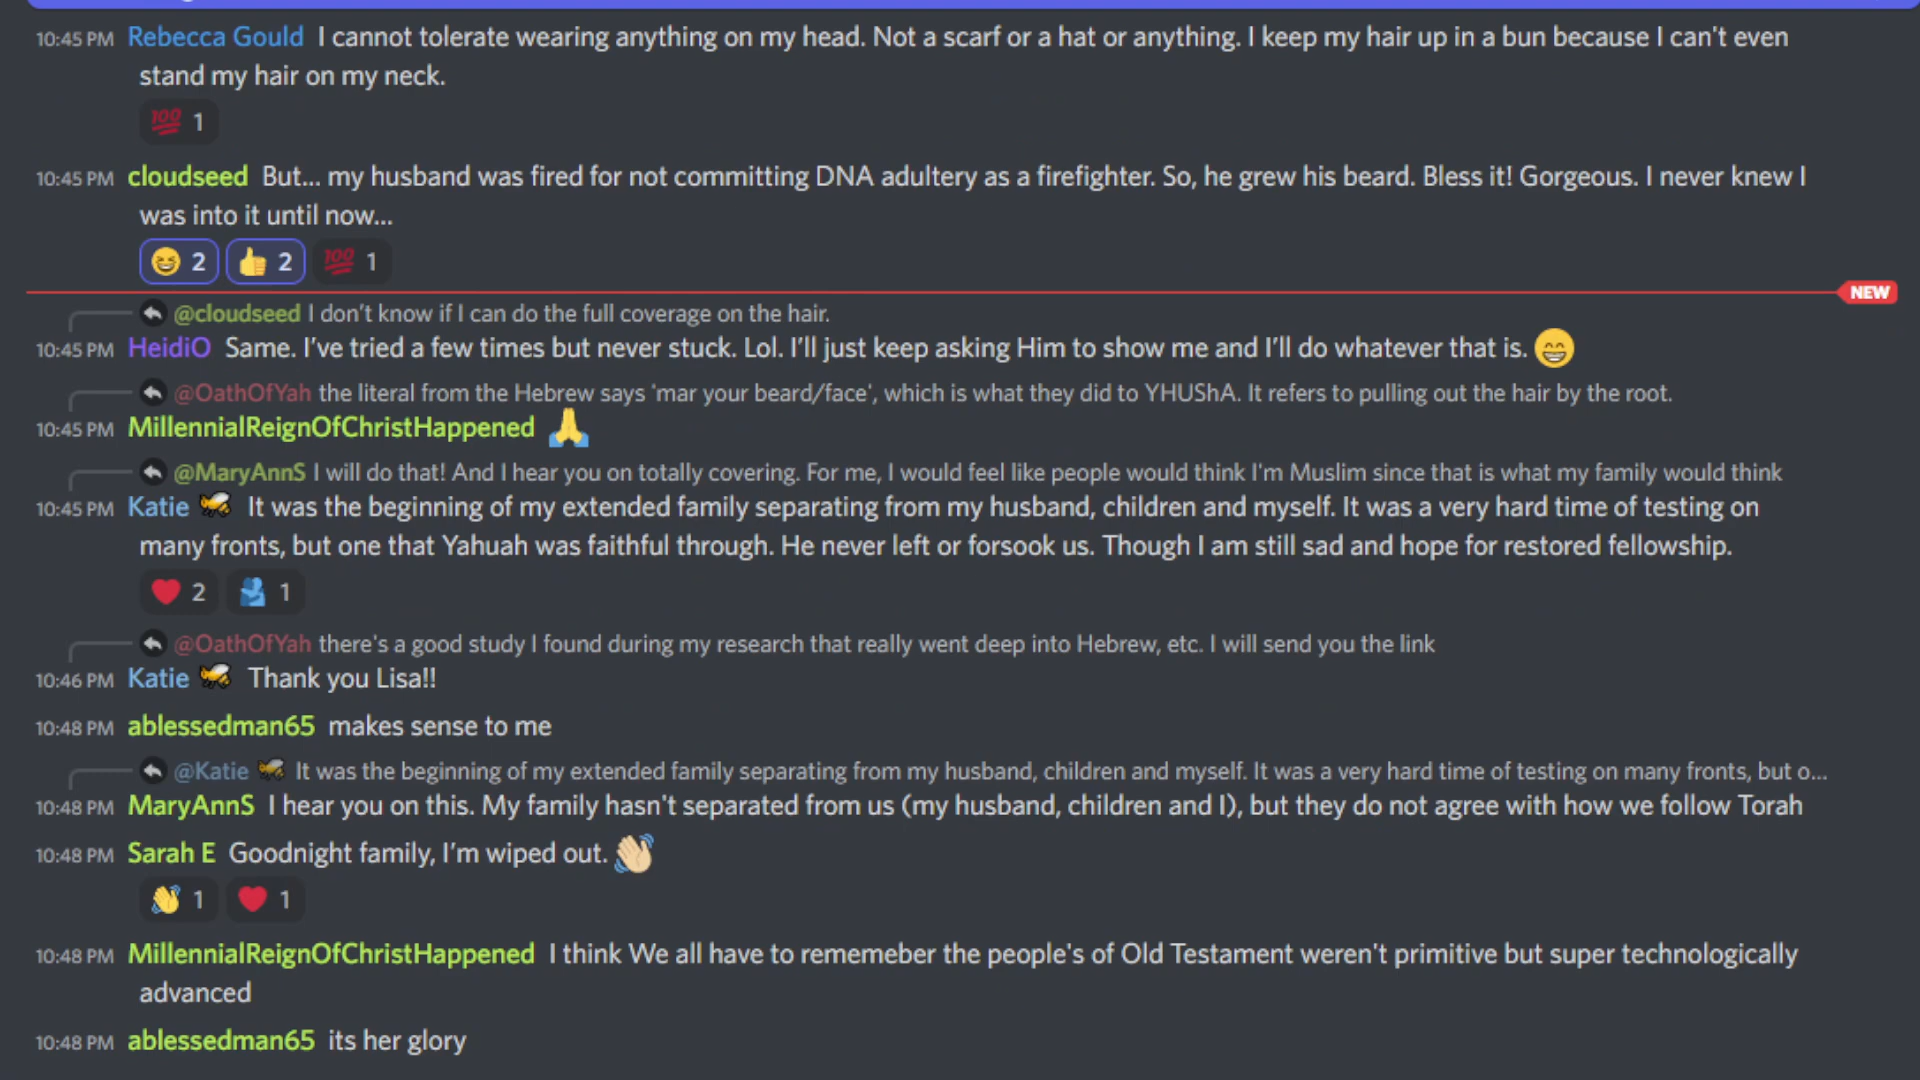 10:45 PM Rebecca Gould I cannot tolerate wearing anything on my head. Not a scarf or a hat or anything. I keep my hair up in a bun because I can't even
stand my hair on my neck.
💯 1
10:45 PM cloudseed But... my husband was fired for not committing DNA adultery as a firefighter. So, he grew his beard. Bless it! Gorgeous. I never knew I
was into it until now...
😆 2 👍 2 💯 1
NEW
@cloudseed I don't know if I can do the full coverage on the hair.
10:45 PM HeidiO Same. I've tried a few times but never stuck. Lol. I'll just keep asking Him to show me and I'll do whatever that is. 😁
@OathOfYah the literal from the Hebrew says 'mar your beard/face', which is what they did to YHUShA. It refers to pulling out the hair by the root.
10:45 PM MillennialReignOfChristHappened 🙏
@MaryAnnS I will do that! And I hear you on totally covering. For me, I would feel like people would think I'm Muslim since that is what my family would think
10:45 PM Katie 🐝 It was the beginning of my extended family separating from my husband, children and myself. It was a very hard time of testing on
many fronts, but one that Yahuah was faithful through. He never left or forsook us. Though I am still sad and hope for restored fellowship.
❤️ 2 🫂 1
@OathOfYah there's a good study I found during my research that really went deep into Hebrew, etc. I will send you the link
10:46 PM Katie 🐝 Thank you Lisa!!
10:48 PM ablessedman65 makes sense to me
@Katie 🐝 It was the beginning of my extended family separating from my husband, children and myself. It was a very hard time of testing on many fronts, but o...
10:48 PM MaryAnnS I hear you on this. My family hasn't separated from us (my husband, children and I), but they do not agree with how we follow Torah
10:48 PM Sarah E Goodnight family, I'm wiped out. 👋🏼
👋 1 ❤️ 1
10:48 PM MillennialReignOfChristHappened I think We all have to rememeber the people's of Old Testament weren't primitive but super technologically
advanced
10:48 PM ablessedman65 its her glory